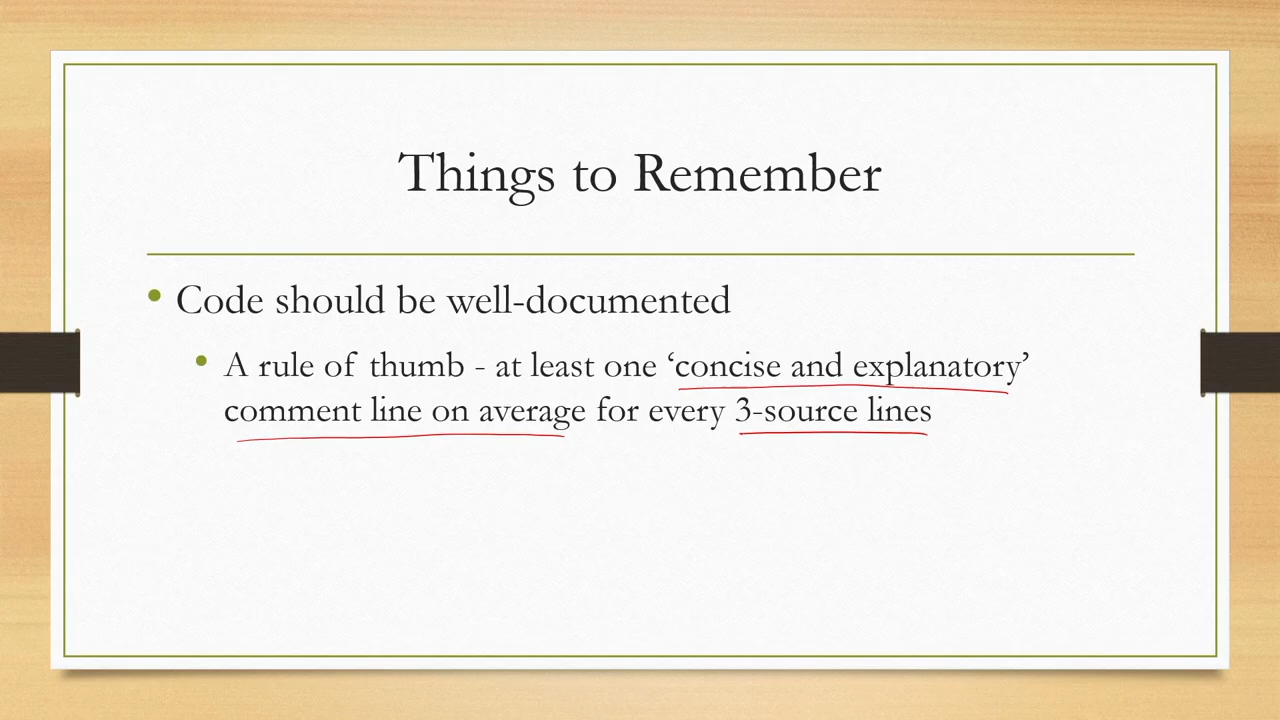 Things to Remember
Code should be well-documented
A rule of thumb - at least one ‘concise and explanatory’
comment line on average for every 3-source lines